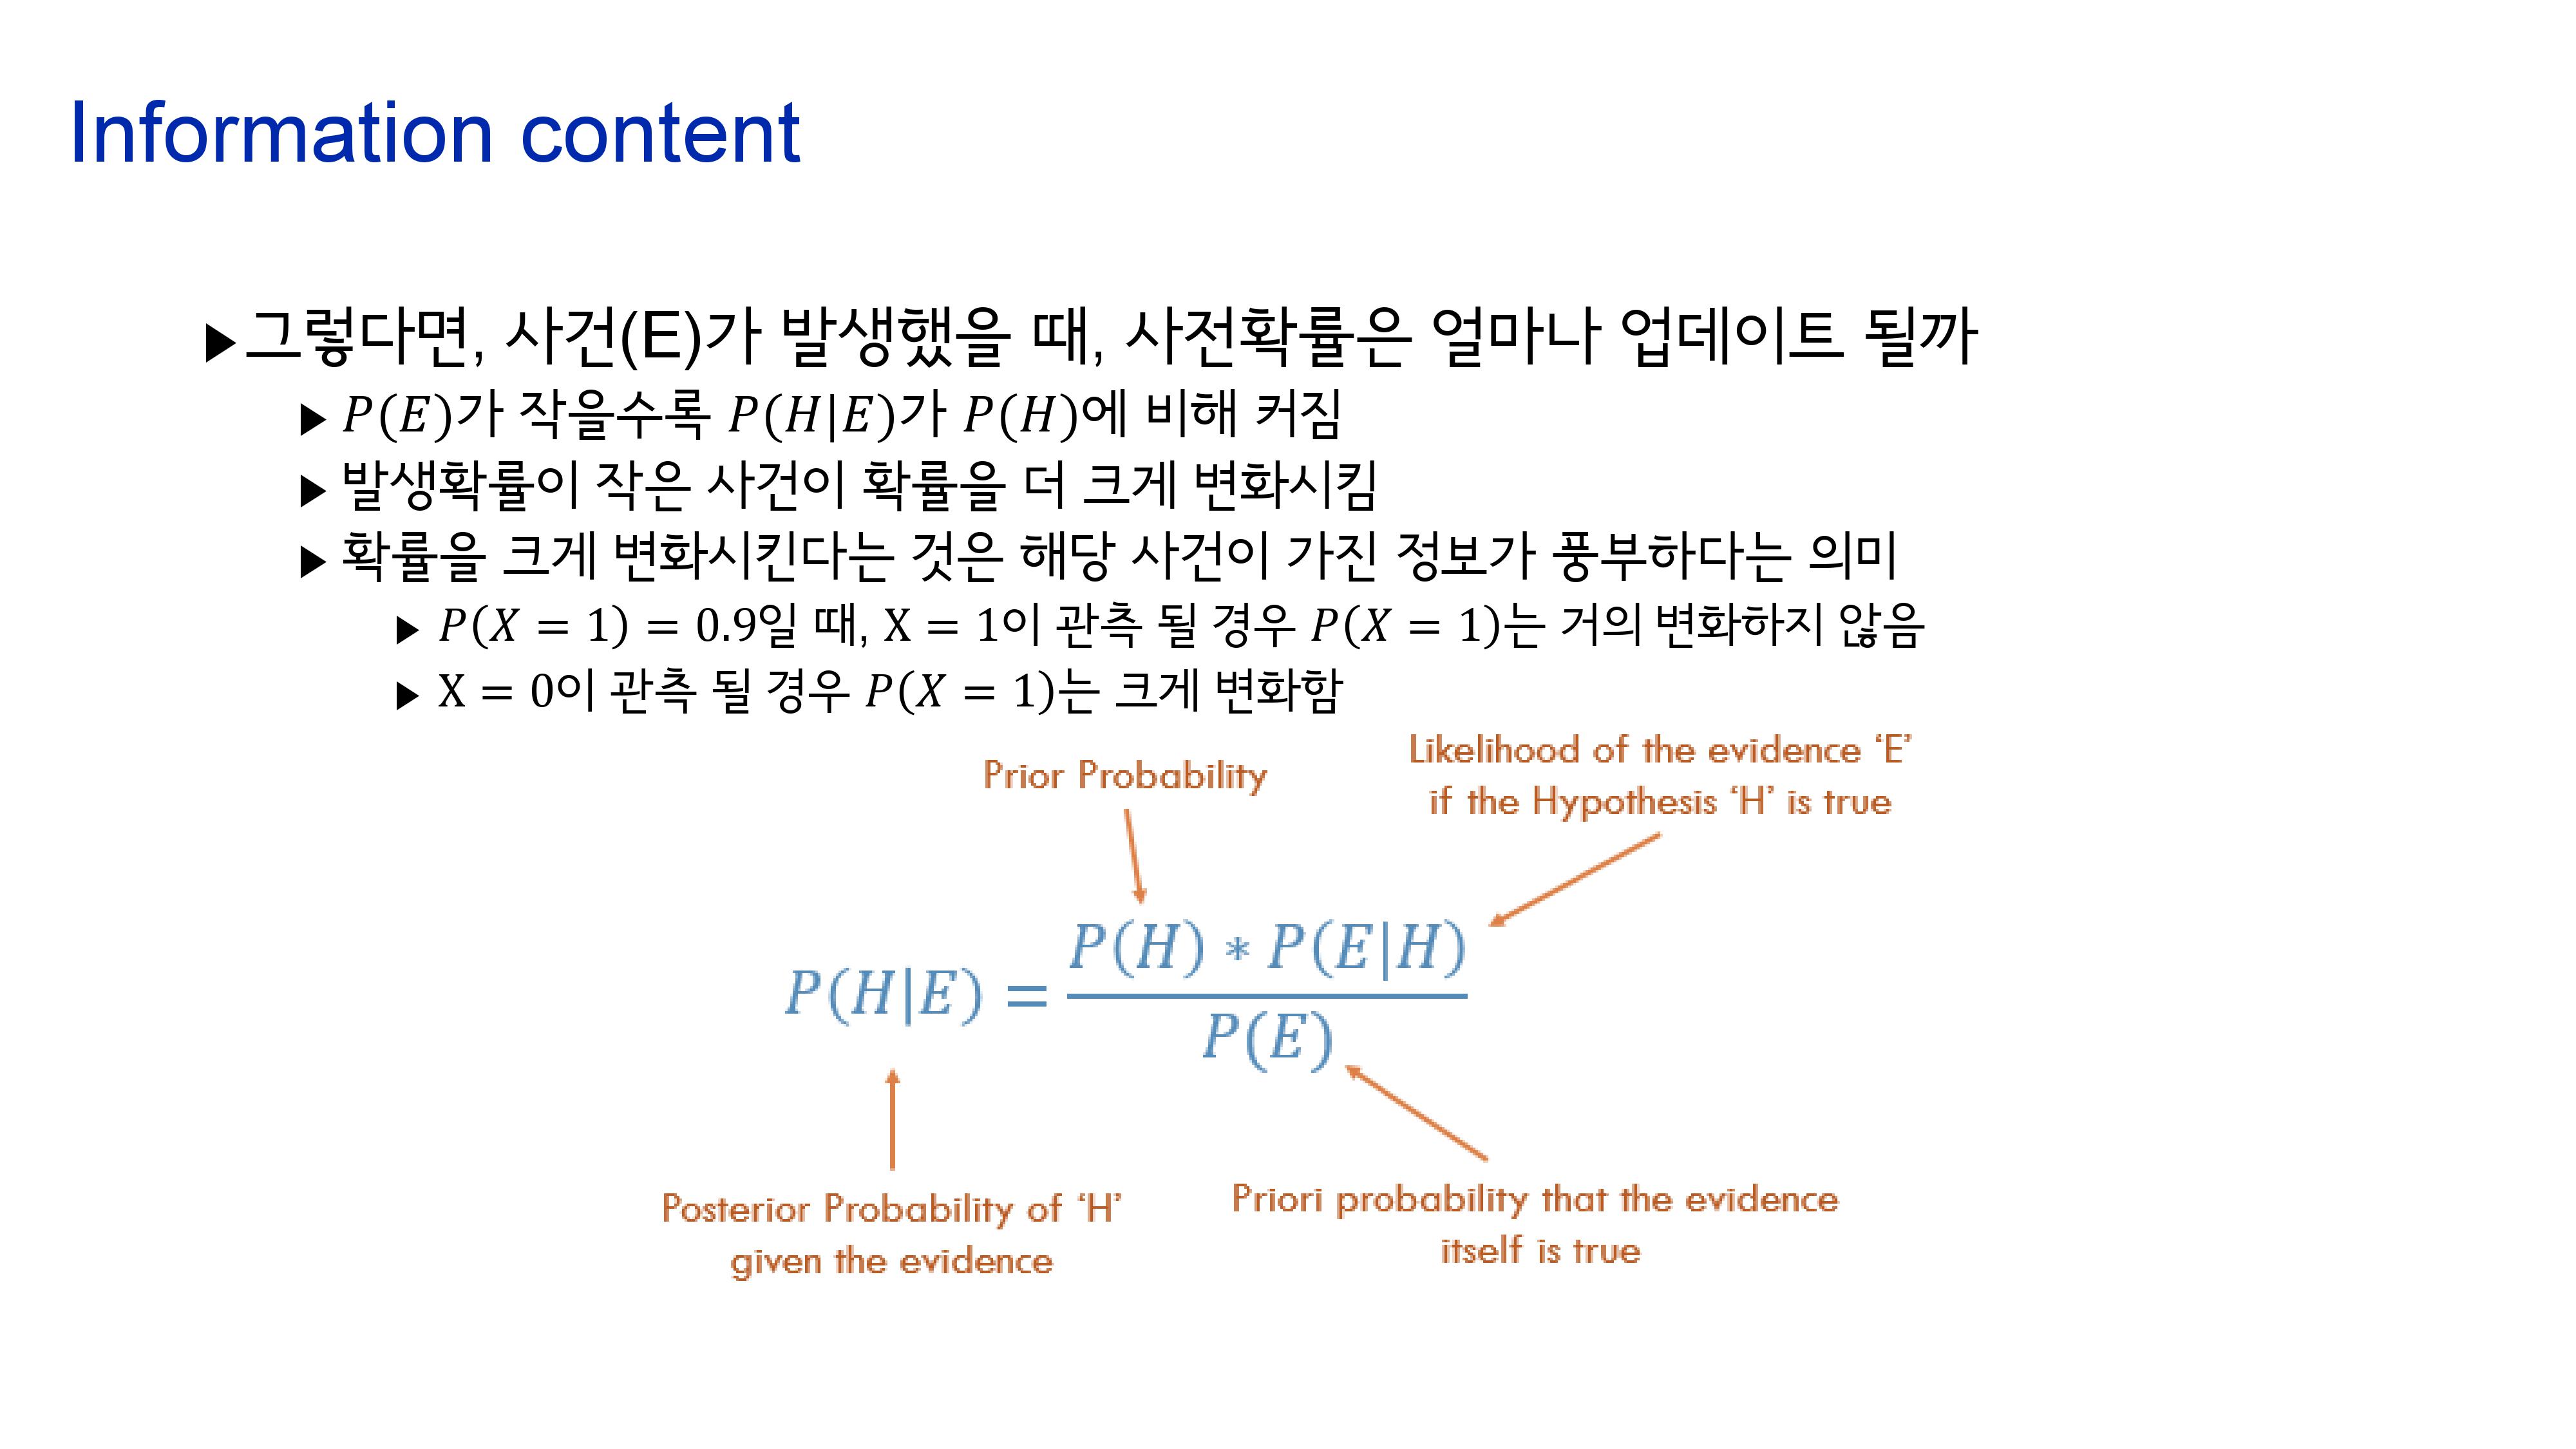 Information content
▶그렇다면, 사건(E)가 발생했을 때, 사전확률은 얼마나 업데이트 될까
▶ P(E)가 작을수록 P(H|E)가 P(H)에 비해 커짐
▶ 발생확률이 작은 사건이 확률을 더 크게 변화시킴
▶ 확률을 크게 변화시킨다는 것은 해당 사건이 가진 정보가 풍부하다는 의미
▶ P(X = 1) = 0.9일 때, X = 1이 관측 될 경우 P(X = 1)는 거의 변화하지 않음
▶ X = 0이 관측 될 경우 P(X = 1)는 크게 변화함
Prior Probability
Likelihood of the evidence ‘E’
if the Hypothesis ‘H’ is true
P(H) * P(E|H)
P(H|E) =
P(E)
Posterior Probability of ‘H’
given the evidence
Priori probability that the evidence
itself is true